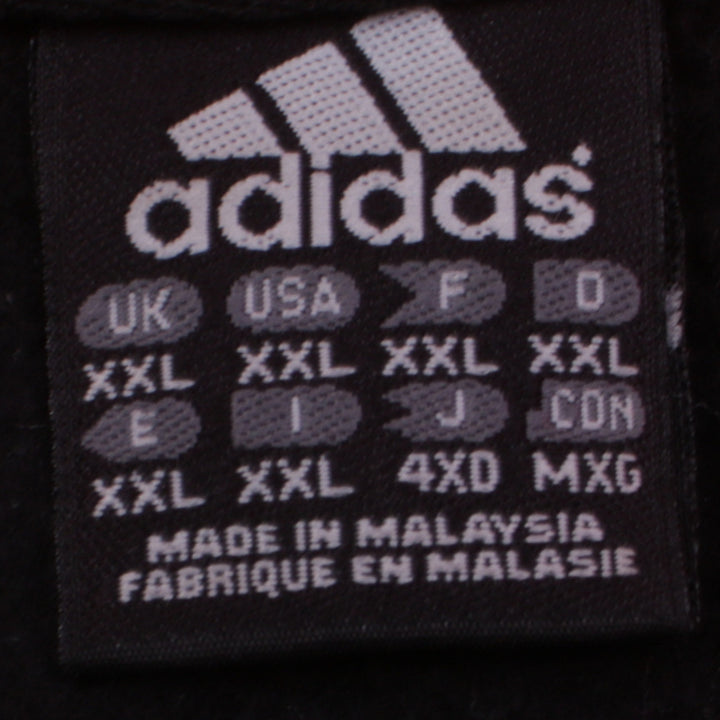 adidas
UK USA F D
XXL XXL XXL XXL
E I J CDN
XXL XXL 4XO MXG
MADE IN MALAYSIA
FABRIQUE EN MALASIE